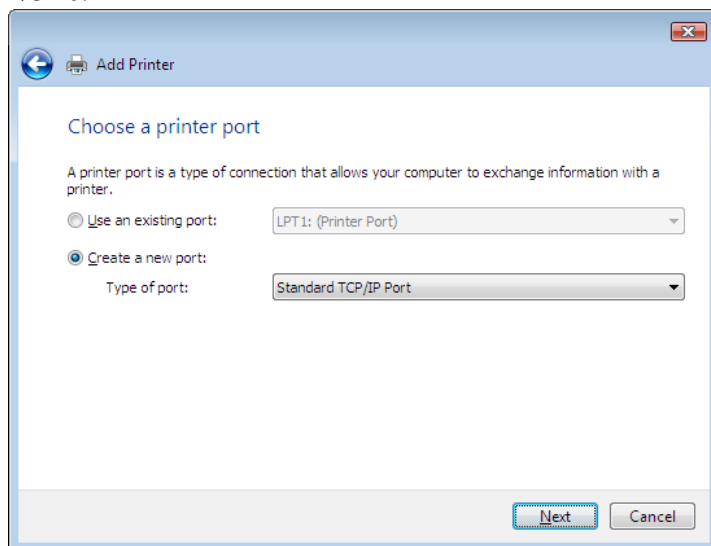 Add Printer
Choose a printer port
A printer port is a type of connection that allows your computer to exchange information with a
printer.
Use an existing port: LPT1: (Printer Port)
Create a new port:
Type of port: Standard TCP/IP Port
Next Cancel